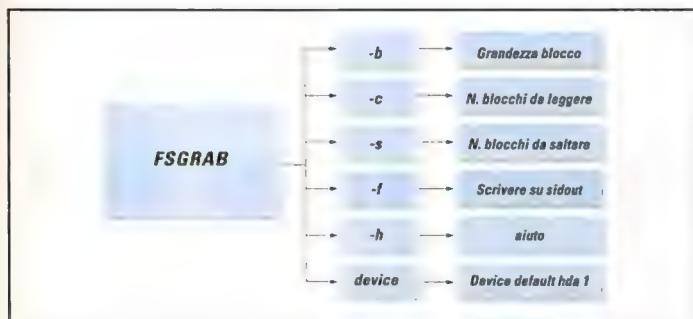 FSGRAB
-b
Grandezza blocco
-c
N. blocchi da leggere
-s
N. blocchi da saltare
-f
Scrivere su sidout
-h
aiuto
device
Device default hda 1